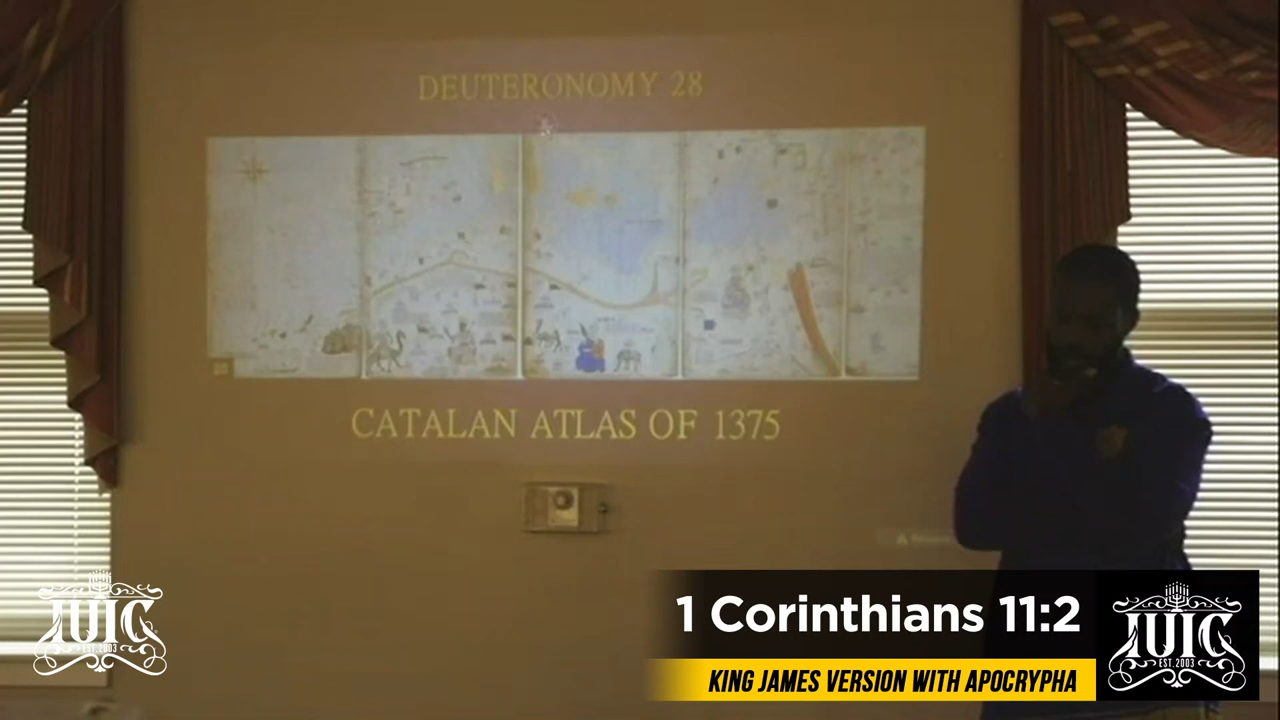 DEUTERONOMY 28
CATALAN ATLAS OF 1375
1 Corinthians 11:2
KING JAMES VERSION WITH APOCRYPHA
IUIC
EST. 2003
IUIC
EST. 2003